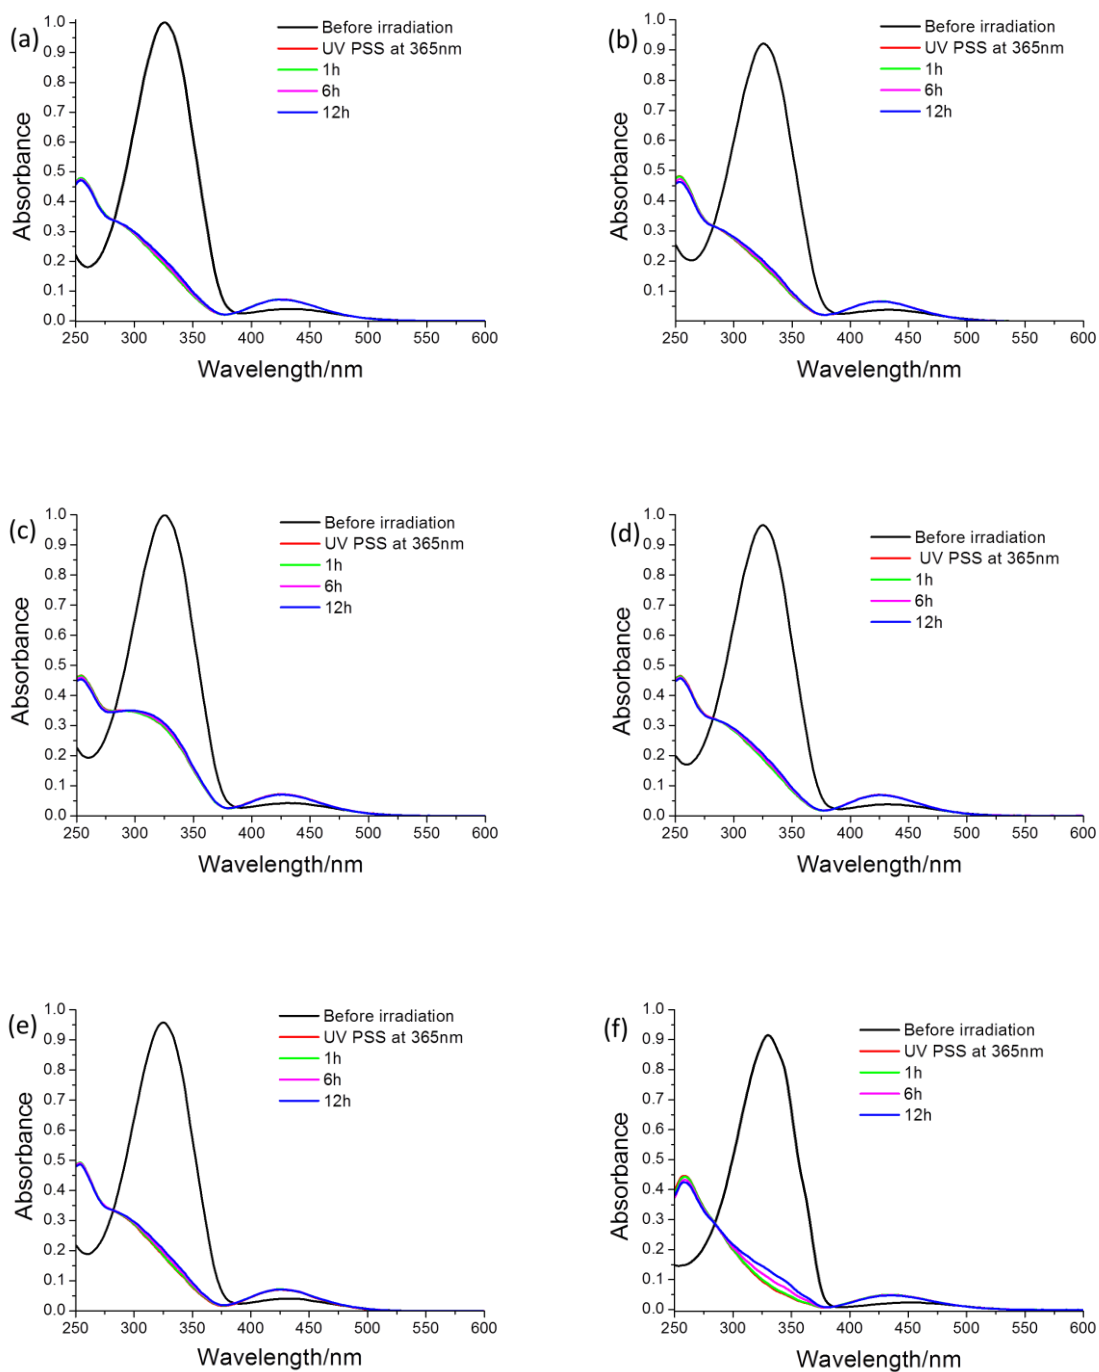 (a)
Absorbance
1.0
0.9
0.8
0.7
0.6
0.5
0.4
0.3
0.2
0.1
Before irradiation
UV PSS at 365nm
1h
6h
12h
250 300 350 400 450 500 550 600
Wavelength/nm
(b)
Absorbance
1.0
0.9
0.8
0.7
0.6
0.5
0.4
0.3
0.2
0.1
Before irradiation
UV PSS at 365nm
1h
6h
12h
250 300 350 400 450 500 550 600
Wavelength/nm
(c)
Absorbance
1.0
0.9
0.8
0.7
0.6
0.5
0.4
0.3
0.2
0.1
0.0
Before irradiation
UV PSS at 365nm
1h
6h
12h
250 300 350 400 450 500 550 600
Wavelength/nm
(d)
Absorbance
1.0
0.9
0.8
0.7
0.6
0.5
0.4
0.3
0.2
0.1
0.0
Before irradiation
UV PSS at 365nm
1h
6h
12h
250 300 350 400 450 500 550 600
Wavelength/nm
(e)
Absorbance
1.0
0.9
0.8
0.7
0.6
0.5
0.4
0.3
0.2
0.1
0.0
Before irradiation
UV PSS at 365nm
1h
6h
12h
250 300 350 400 450 500 550 600
Wavelength/nm
(f)
Absorbance
1.0
0.9
0.8
0.7
0.6
0.5
0.4
0.3
0.2
0.1
0.0
Before irradiation
UV PSS at 365nm
1h
6h
12h
250 300 350 400 450 500 550 600
Wavelength/nm